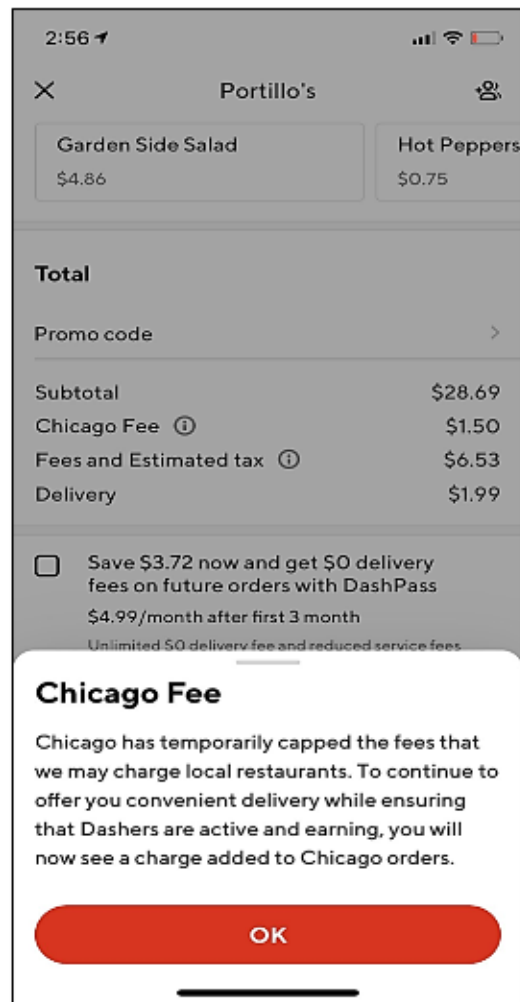 2:56
Portillo's
Garden Side Salad
$4.86
Hot Peppers
$0.75
Total
Promo code
Subtotal $28.69
Chicago Fee $1.50
Fees and Estimated tax $6.53
Delivery $1.99
Save $3.72 now and get $0 delivery
fees on future orders with DashPass
$4.99/month after first 3 month
Unlimited $0 delivery fee and reduced service fees
Chicago Fee
Chicago has temporarily capped the fees that
we may charge local restaurants. To continue to
offer you convenient delivery while ensuring
that Dashers are active and earning, you will
now see a charge added to Chicago orders.
OK